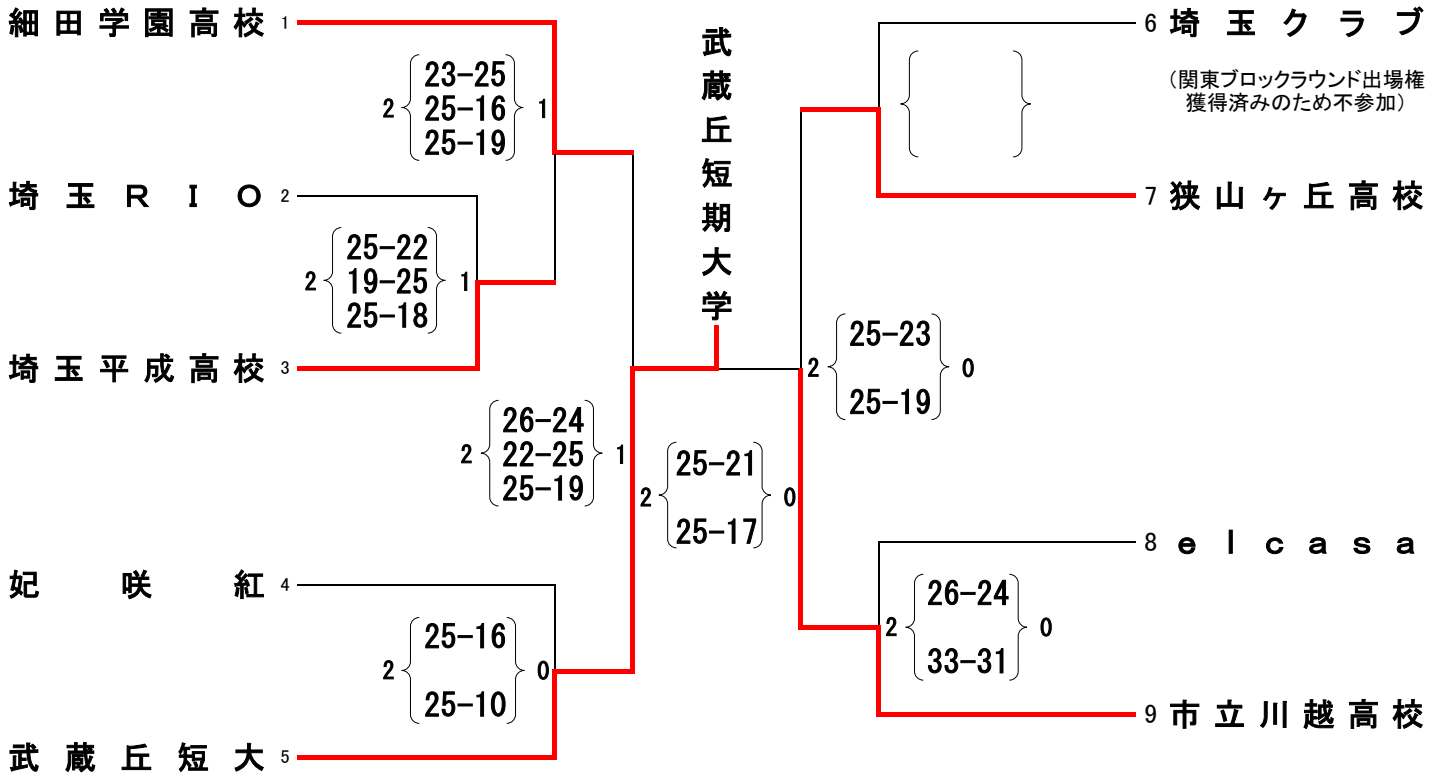 細田学園高校 1
2 23-25 1
25-16
25-19
埼玉RIO 2
2 25-22 1
19-25
25-18
埼玉平成高校 3
2 26-24 1
22-25
25-19
妃咲紅 4
2 25-16 0
25-10
武蔵丘短大 5
武蔵丘短期大学
2 25-21 0
25-17
6 埼玉クラブ
（関東ブロックラウンド出場権
獲得済みのため不参加）
7 狭山ヶ丘高校
2 25-23 0
25-19
8 elcasa
2 26-24 0
33-31
9 市立川越高校